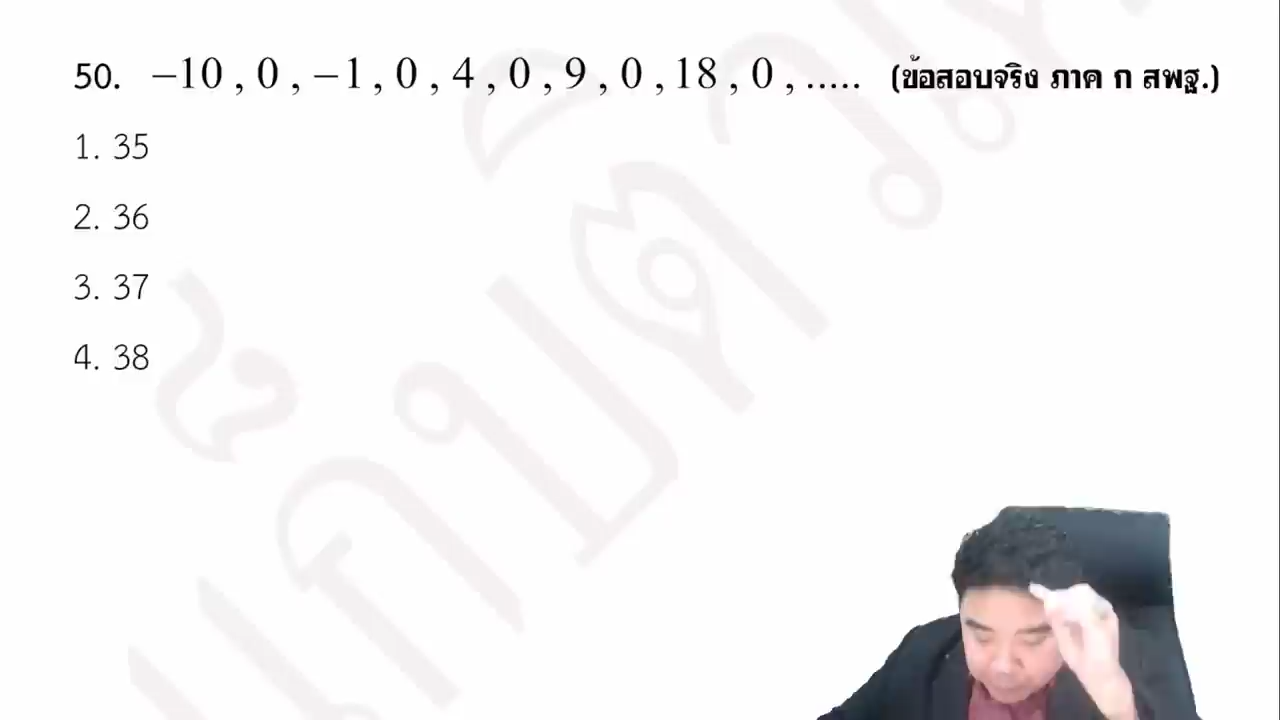 50. −10 , 0 , −1 , 0 , 4 , 0 , 9 , 0 , 18 , 0 , ..... (ข้อสอบจริง ภาค ก สพฐ.)
1. 35
2. 36
3. 37
4. 38